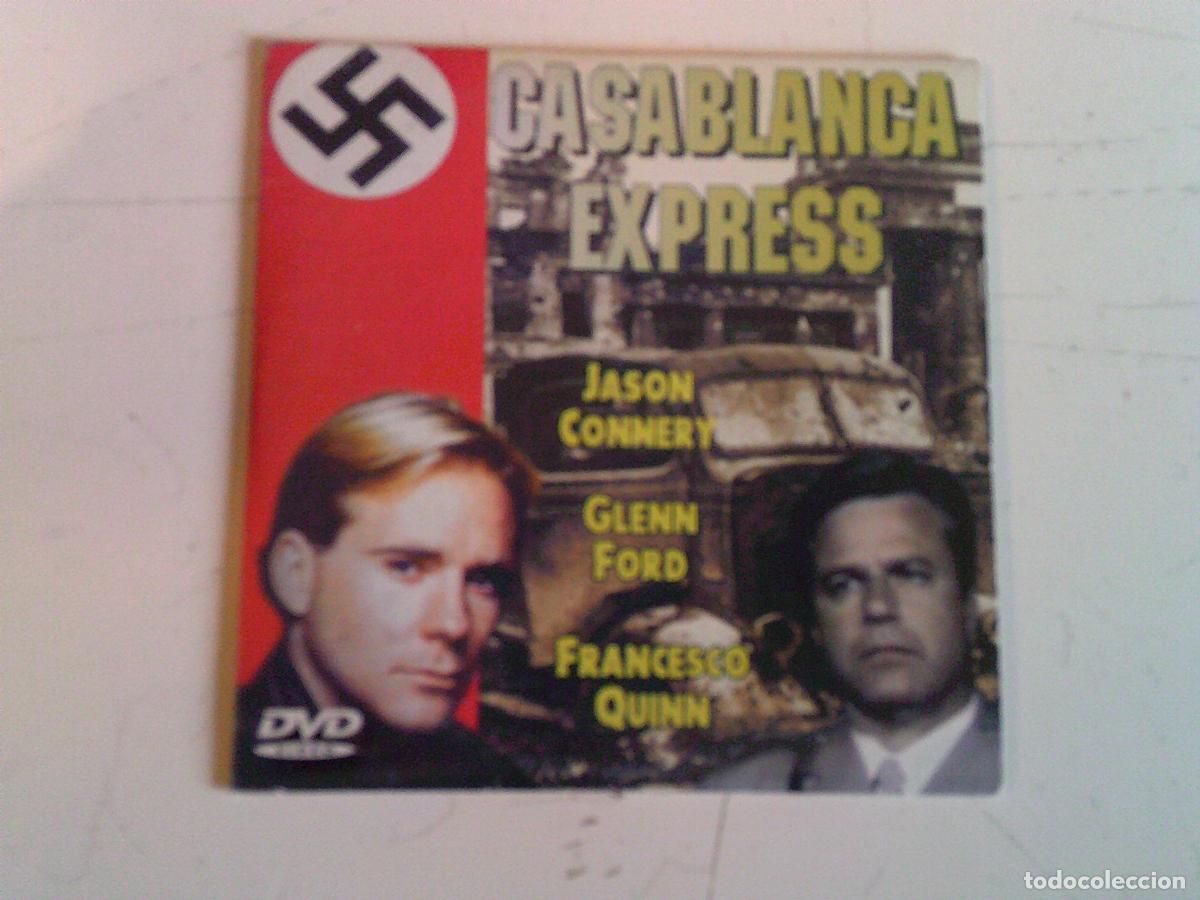 CASABLANCA
EXPRESS
JASON
CONNERY
GLENN
FORD
FRANCESCO
QUINN
DVD
todocoleccion